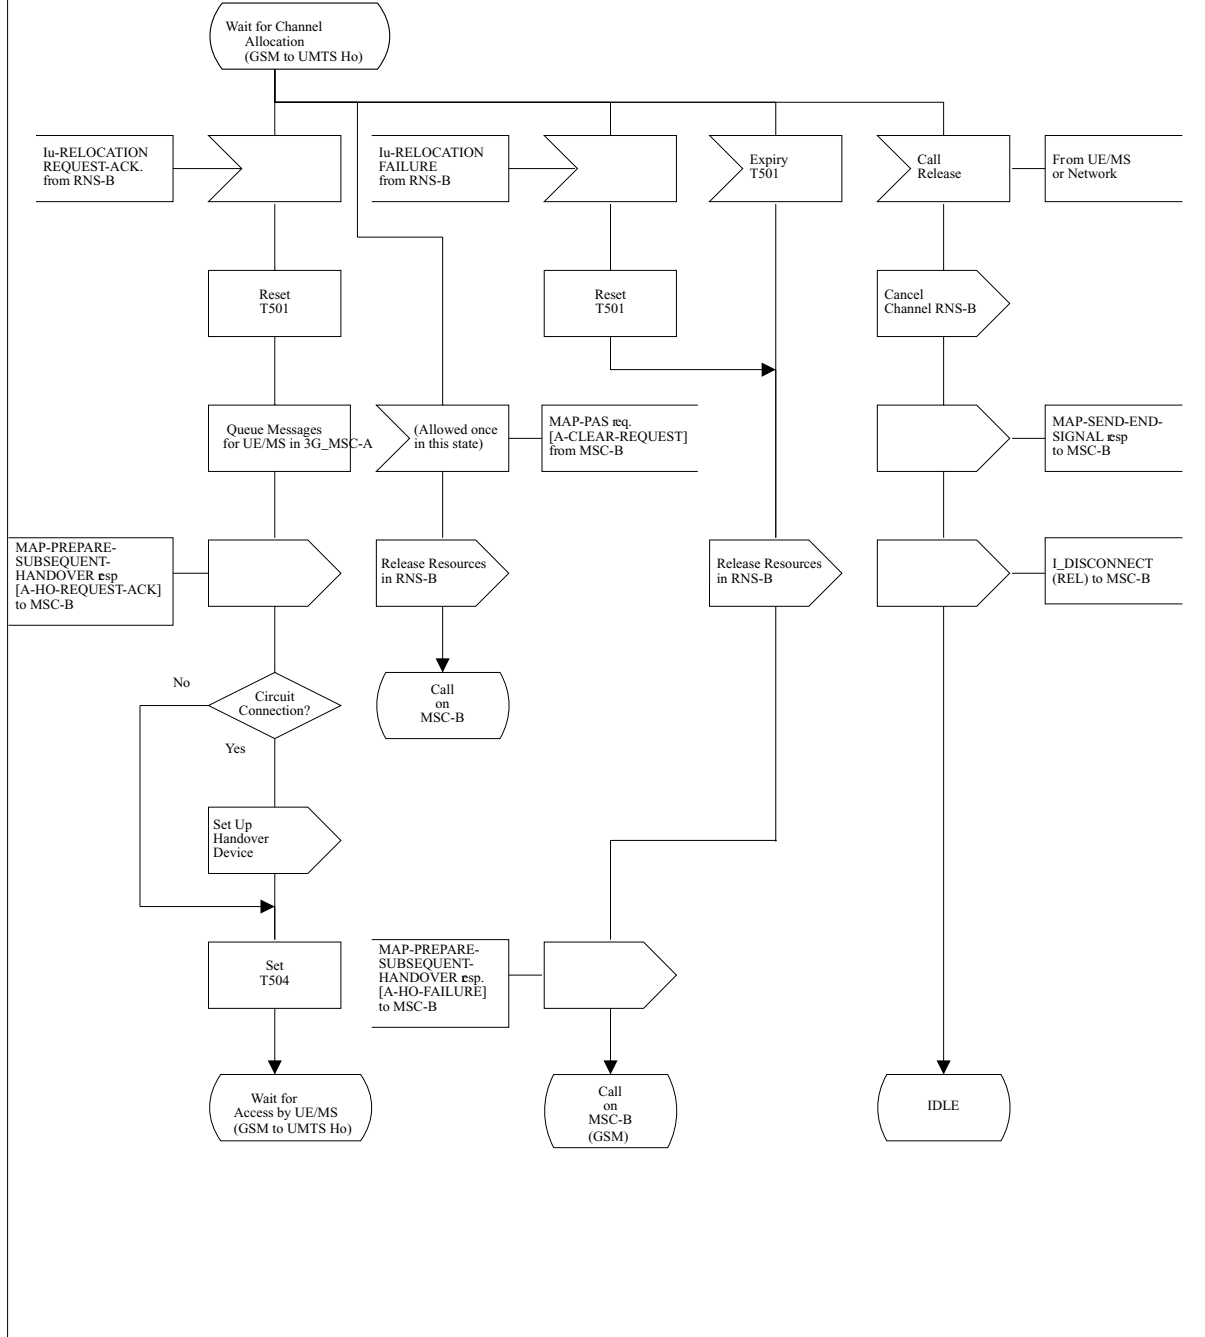 Wait for Channel
Allocation
(GSM to UMTS Ho)
Iu-RELOCATION
REQUEST-ACK.
from RNS-B
Iu-RELOCATION
FAILURE
from RNS-B
Expiry
T501
Call
Release
From UE/MS
or Network
Reset
T501
Reset
T501
Cancel
Channel RNS-B
Queue Messages
for UE/MS in 3G_MSC-A
(Allowed once
in this state)
MAP-PAS req.
[A-CLEAR-REQUEST]
from MSC-B
MAP-SEND-END-
SIGNAL resp
to MSC-B
MAP-PREPARE-
SUBSEQUENT-
HANDOVER resp
[A-HO-REQUEST-ACK]
to MSC-B
Release Resources
in RNS-B
Release Resources
in RNS-B
I_DISCONNECT
(REL) to MSC-B
No
Circuit
Connection?
Yes
Call
on
MSC-B
Set Up
Handover
Device
Set
T504
MAP-PREPARE-
SUBSEQUENT-
HANDOVER resp.
[A-HO-FAILURE]
to MSC-B
Wait for
Access by UE/MS
(GSM to UMTS Ho)
Call
on
MSC-B
(GSM)
IDLE